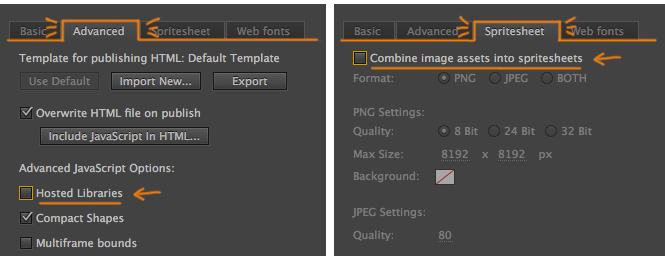 Basic Advanced Spritesheet Web fonts
Template for publishing HTML: Default Template
Use Default Import New... Export
Overwrite HTML file on publish
Include JavaScript In HTML...
Advanced JavaScript Options:
Hosted Libraries
Compact Shapes
Multiframe bounds
Basic Advanced Spritesheet Web fonts
Combine image assets into spritesheets
Format: PNG JPEG BOTH
PNG Settings:
Quality: 8 Bit 24 Bit 32 Bit
Max Size: 8192 x 8192 px
Background:
JPEG Settings:
Quality: 80